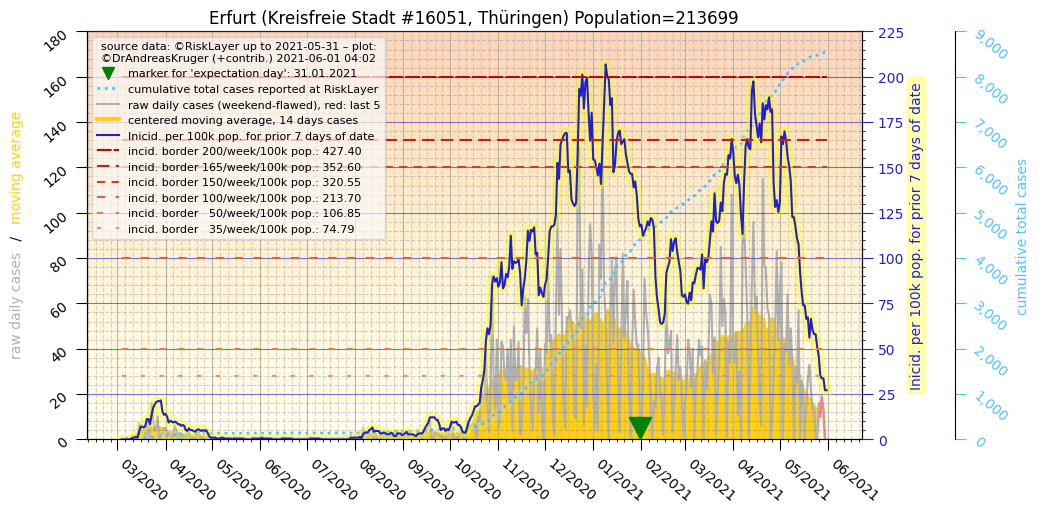 Erfurt (Kreisfreie Stadt #16051, Thüringen) Population=213699
source data: ©RiskLayer up to 2021-05-31 – plot:
©DrAndreasKruger (+contrib.) 2021-06-01 04:02
marker for 'expectation day': 31.01.2021
cumulative total cases reported at RiskLayer
raw daily cases (weekend-flawed), red: last 5
centered moving average, 14 days cases
Inicid. per 100k pop. for prior 7 days of date
incid. border 200/week/100k pop.: 427.40
incid. border 165/week/100k pop.: 352.60
incid. border 150/week/100k pop.: 320.55
incid. border 100/week/100k pop.: 213.70
incid. border 50/week/100k pop.: 106.85
incid. border 35/week/100k pop.: 74.79
raw daily cases / moving average
180
160
140
120
100
80
60
40
20
0
03/2020
04/2020
05/2020
06/2020
07/2020
08/2020
09/2020
10/2020
11/2020
12/2020
01/2021
02/2021
03/2021
04/2021
05/2021
06/2021
225
200
175
150
125
100
75
50
25
0
Inicid. per 100k pop. for prior 7 days of date
9,000
8,000
7,000
6,000
5,000
4,000
3,000
2,000
1,000
0
cumulative total cases